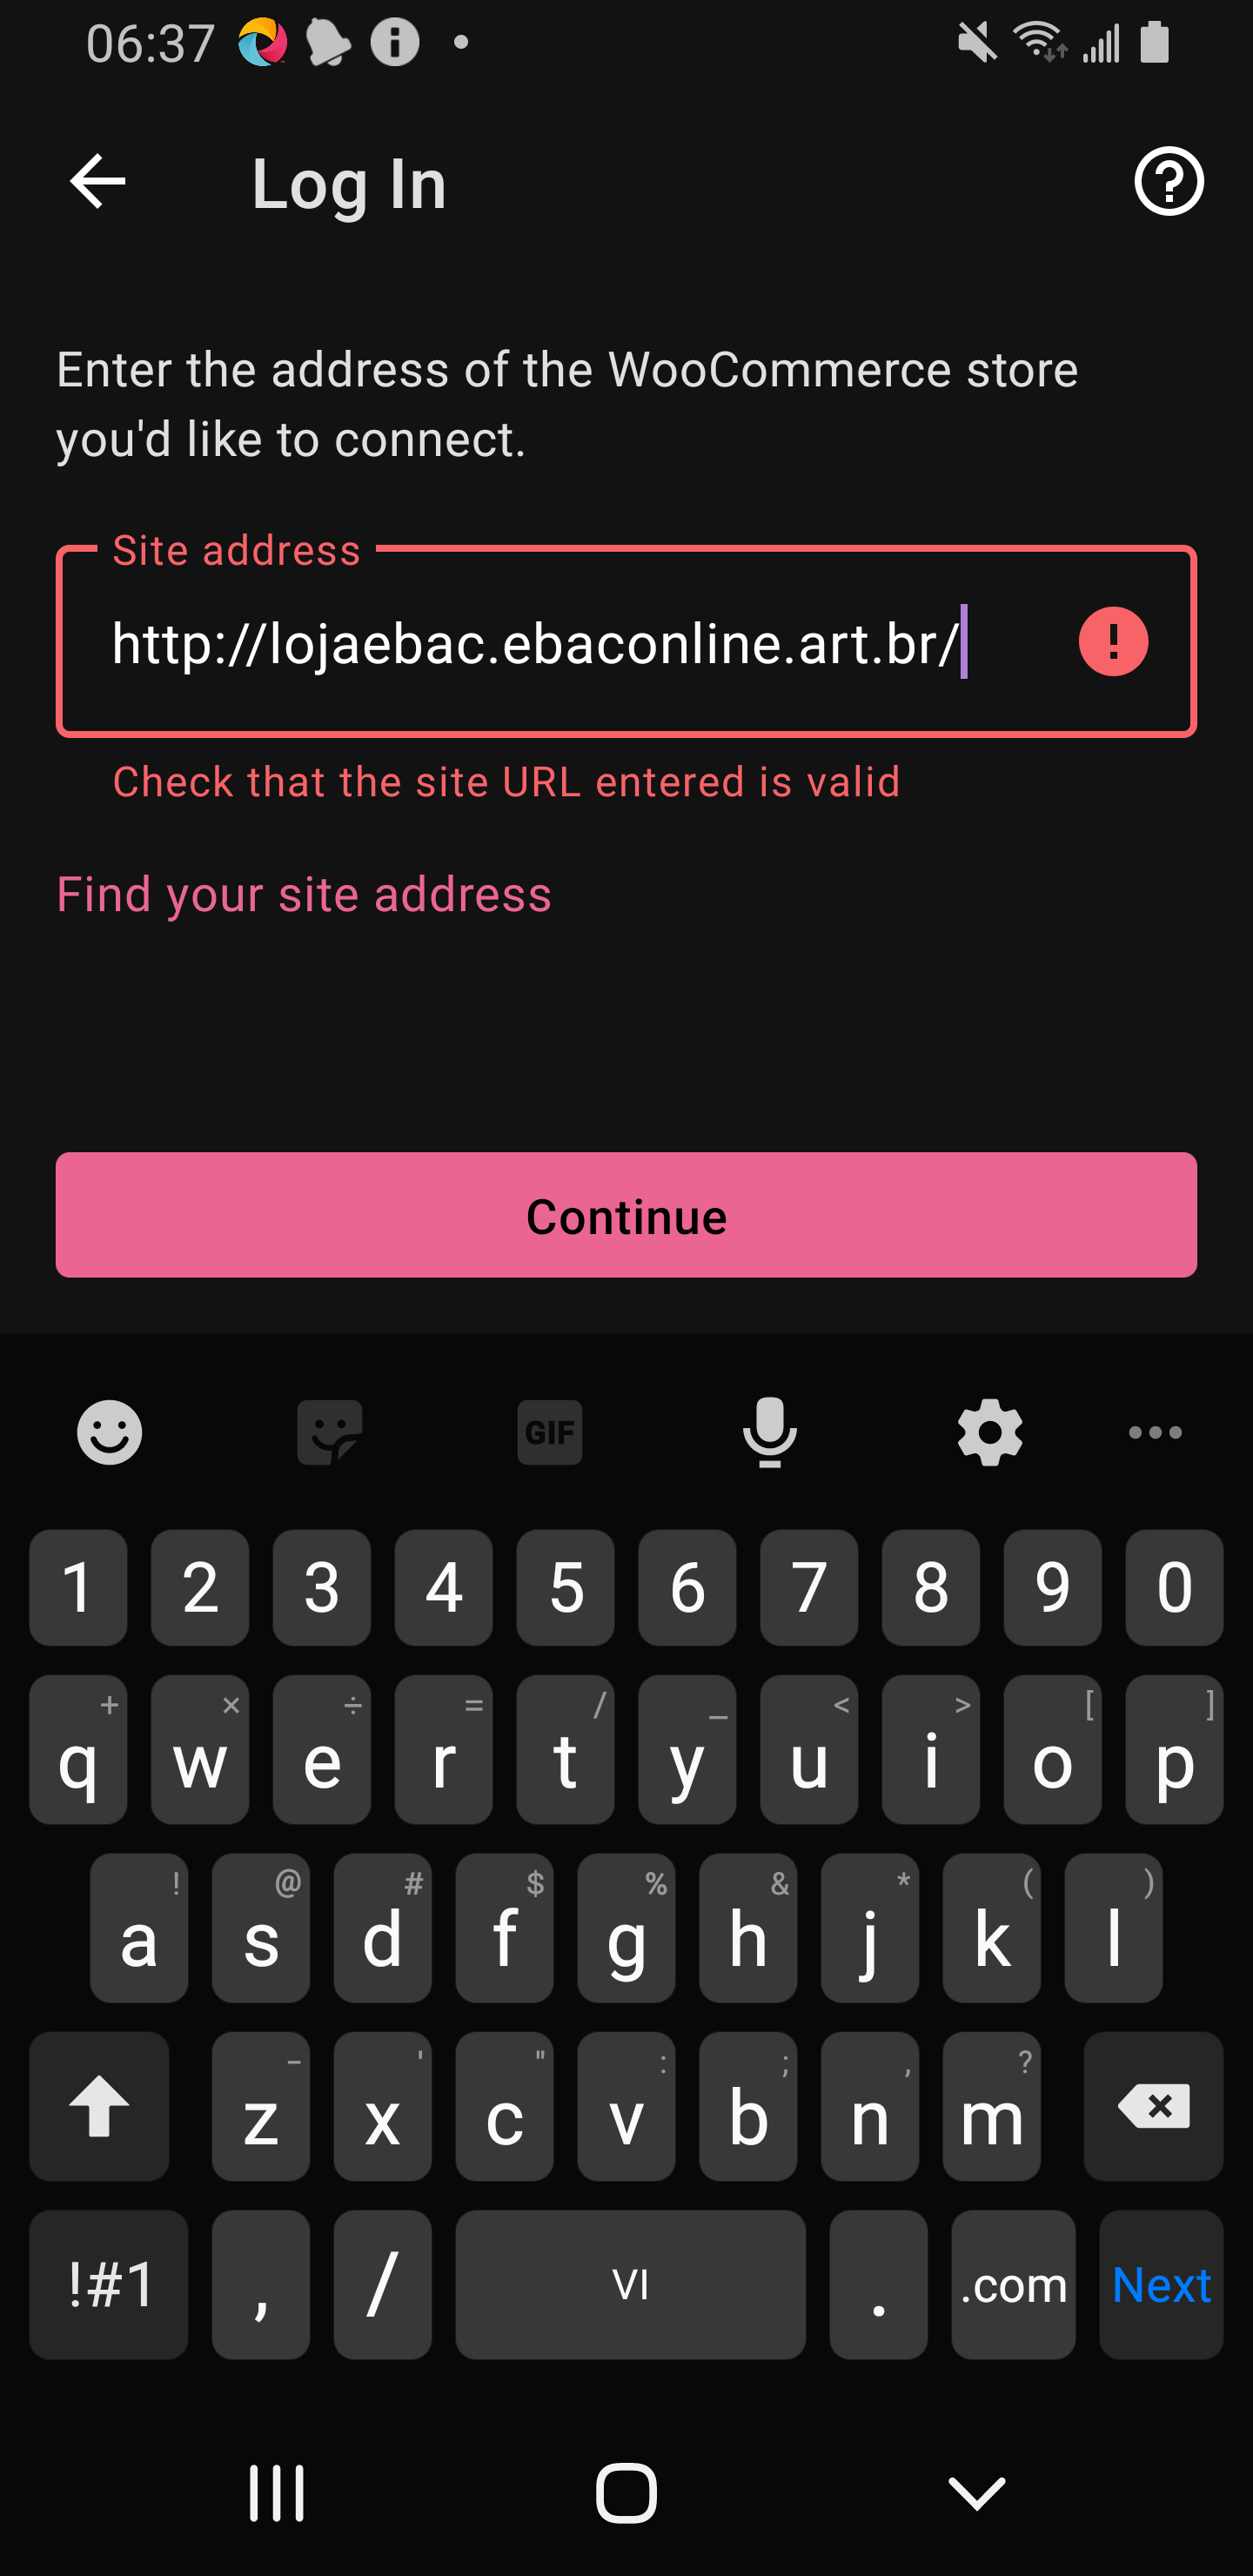 06:37
Log In
Enter the address of the WooCommerce store
you'd like to connect.
Site address
http://lojaebac.ebaconline.art.br/
Check that the site URL entered is valid
Find your site address
Continue
GIF
1 2 3 4 5 6 7 8 9 0
+ × ÷ = / _ < > [ ]
q w e r t y u i o p
! @ # $ % & * ( )
a s d f g h j k l
- ' " : ; , ?
z x c v b n m
!#1 , / VI . .com Next